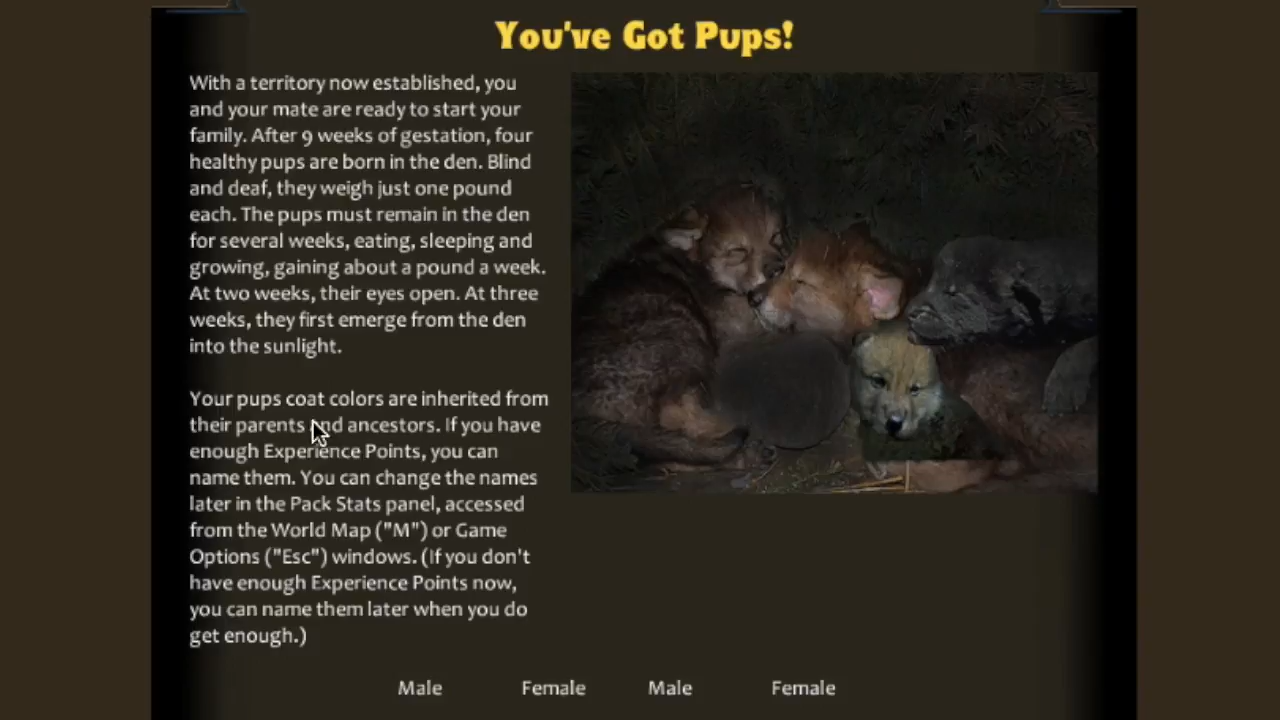 You've Got Pups!
With a territory now established, you
and your mate are ready to start your
family. After 9 weeks of gestation, four
healthy pups are born in the den. Blind
and deaf, they weigh just one pound
each. The pups must remain in the den
for several weeks, eating, sleeping and
growing, gaining about a pound a week.
At two weeks, their eyes open. At three
weeks, they first emerge from the den
into the sunlight.
Your pups coat colors are inherited from
their parents and ancestors. If you have
enough Experience Points, you can
name them. You can change the names
later in the Pack Stats panel, accessed
from the World Map ("M") or Game
Options ("Esc") windows. (If you don't
have enough Experience Points now,
you can name them later when you do
get enough.)
Male Female Male Female